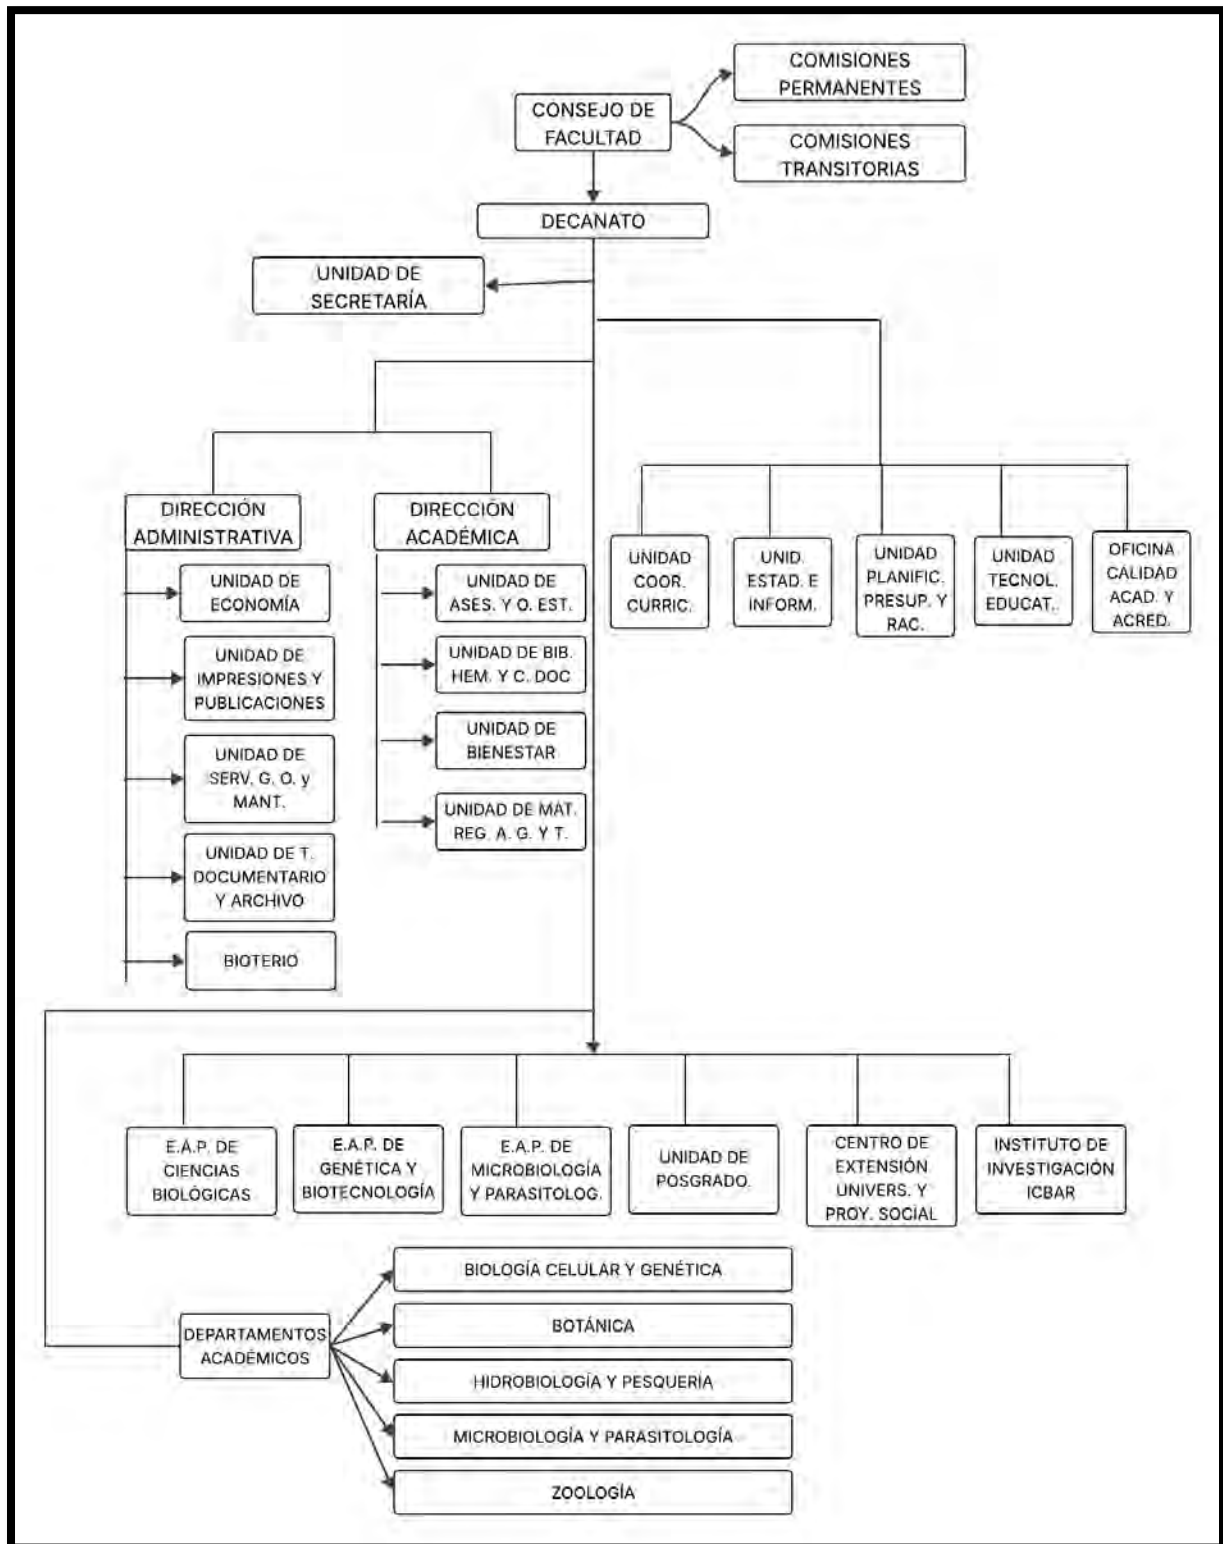 COMISIONES
PERMANENTES
CONSEJO DE
FACULTAD
COMISIONES
TRANSITORIAS
DECANATO
UNIDAD DE
SECRETARÍA
DIRECCIÓN
ADMINISTRATIVA
UNIDAD DE
ECONOMÍA
UNIDAD DE
IMPRESIONES Y
PUBLICACIONES
UNIDAD DE
SERV. G. O. y
MANT.
UNIDAD DE T.
DOCUMENTARIO
Y ARCHIVO
BIOTERIO
DIRECCIÓN
ACADÉMICA
UNIDAD DE
ASES. Y O. EST.
UNIDAD DE BIB.
HEM. Y C. DOC
UNIDAD DE
BIENESTAR
UNIDAD DE MAT.
REG. A. G. Y T.
UNIDAD
COOR.
CURRIC.
UNID.
ESTAD. E
INFORM.
UNIDAD
PLANIFIC.
PRESUP. Y
RAC.
UNIDAD
TECNOL.
EDUCAT.
OFICINA
CALIDAD
ACAD. Y
ACRED.
E.A.P. DE
CIENCIAS
BIOLÓGICAS
E.A.P. DE
GENÉTICA Y
BIOTECNOLOGÍA
E.A.P. DE
MICROBIOLOGÍA
Y PARASITOLOG.
UNIDAD DE
POSGRADO.
CENTRO DE
EXTENSIÓN
UNIVERS. Y
PROY. SOCIAL
INSTITUTO DE
INVESTIGACIÓN
ICBAR
DEPARTAMENTOS
ACADÉMICOS
BIOLOGÍA CELULAR Y GENÉTICA
BOTÁNICA
HIDROBIOLOGÍA Y PESQUERÍA
MICROBIOLOGÍA Y PARASITOLOGÍA
ZOOLOGÍA